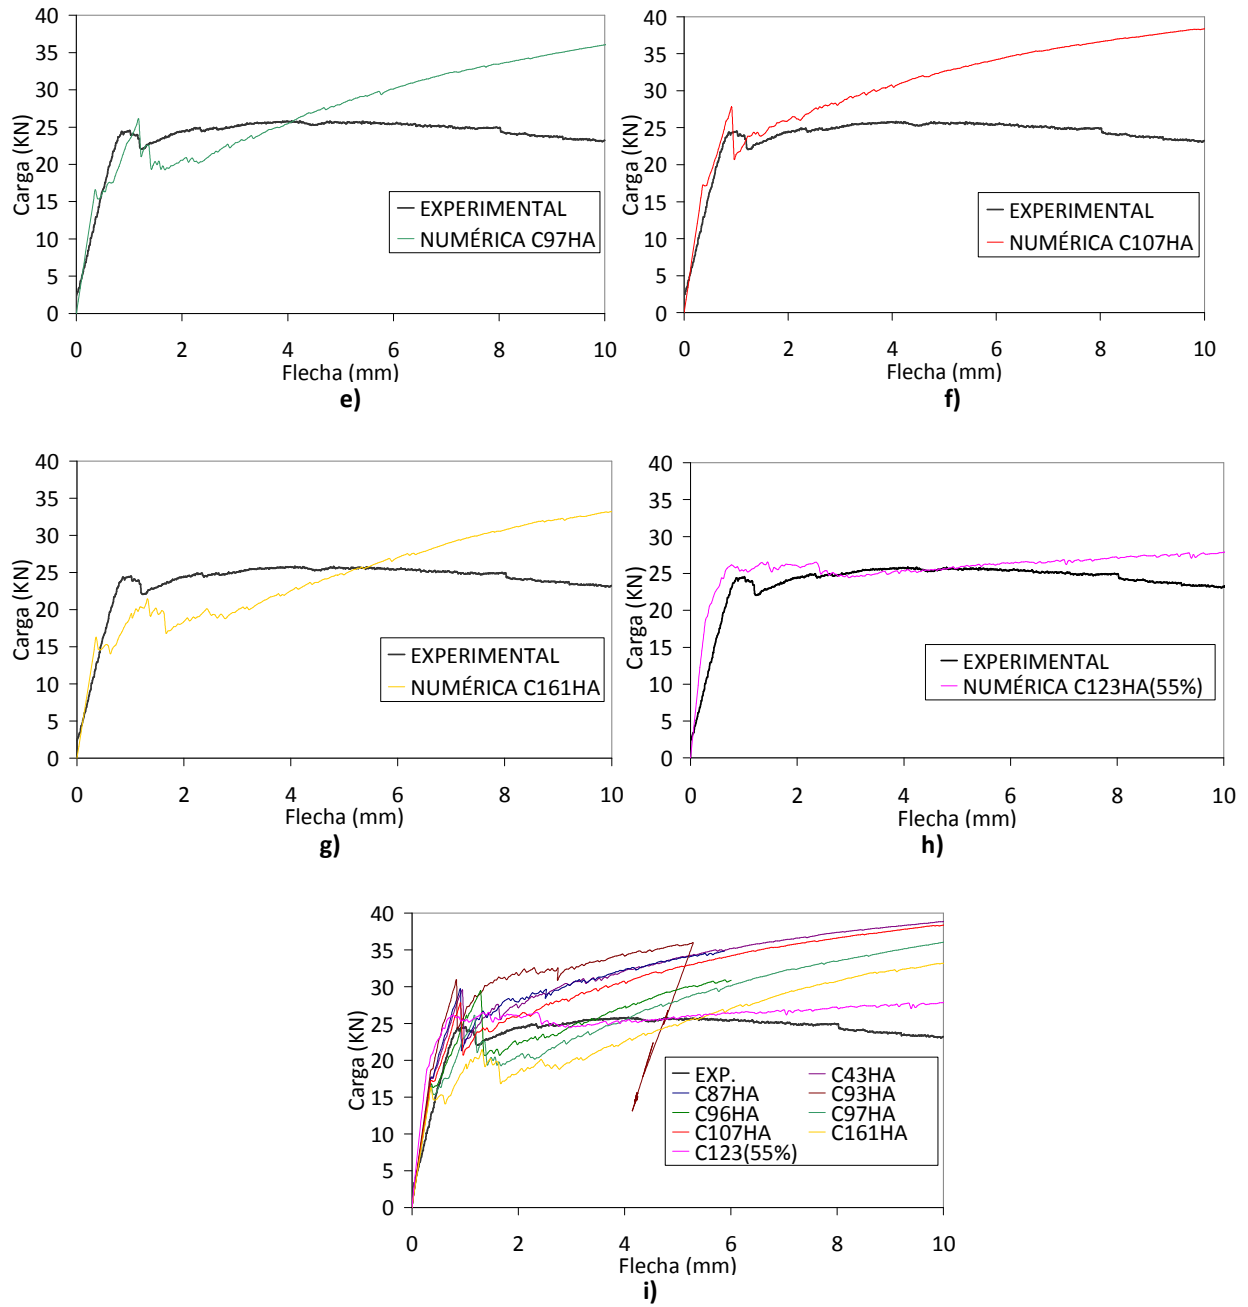 40
35
30
25
20
15
10
5
0
Carga (KN)
EXPERIMENTAL
NUMÉRICA C97HA
0 2 4 6 8 10
Flecha (mm)
e)
40
35
30
25
20
15
10
5
0
Carga (KN)
EXPERIMENTAL
NUMÉRICA C107HA
0 2 4 6 8 10
Flecha (mm)
f)
40
35
30
25
20
15
10
5
0
Carga (KN)
EXPERIMENTAL
NUMÉRICA C161HA
0 2 4 6 8 10
Flecha (mm)
g)
40
35
30
25
20
15
10
5
0
Carga (KN)
EXPERIMENTAL
NUMÉRICA C123HA(55%)
0 2 4 6 8 10
Flecha (mm)
h)
40
35
30
25
20
15
10
5
0
Carga (KN)
EXP. C43HA
C87HA C93HA
C96HA C97HA
C107HA C161HA
C123(55%)
0 2 4 6 8 10
Flecha (mm)
i)